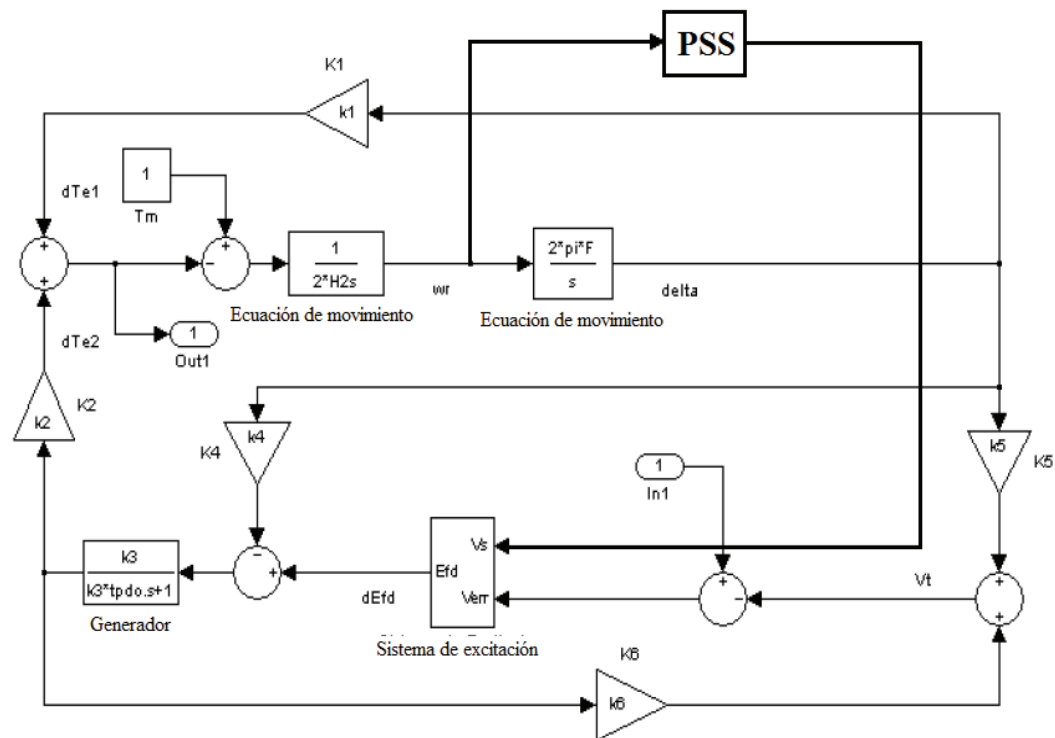 PSS
K1
k1
dTe1
1
Tm
+
+
+
-
1
2*H2s
wr
2*pi*F
s
delta
Ecuación de movimiento
Ecuación de movimiento
1
Out1
dTe2
k2
K2
k4
K4
k5
K5
1
In1
k3
k3*tpdo.s+1
Generador
-
+
dEfd
Efd
Vs
Verr
Sistema de excitación
+
-
Vt
+
+
K6
k6